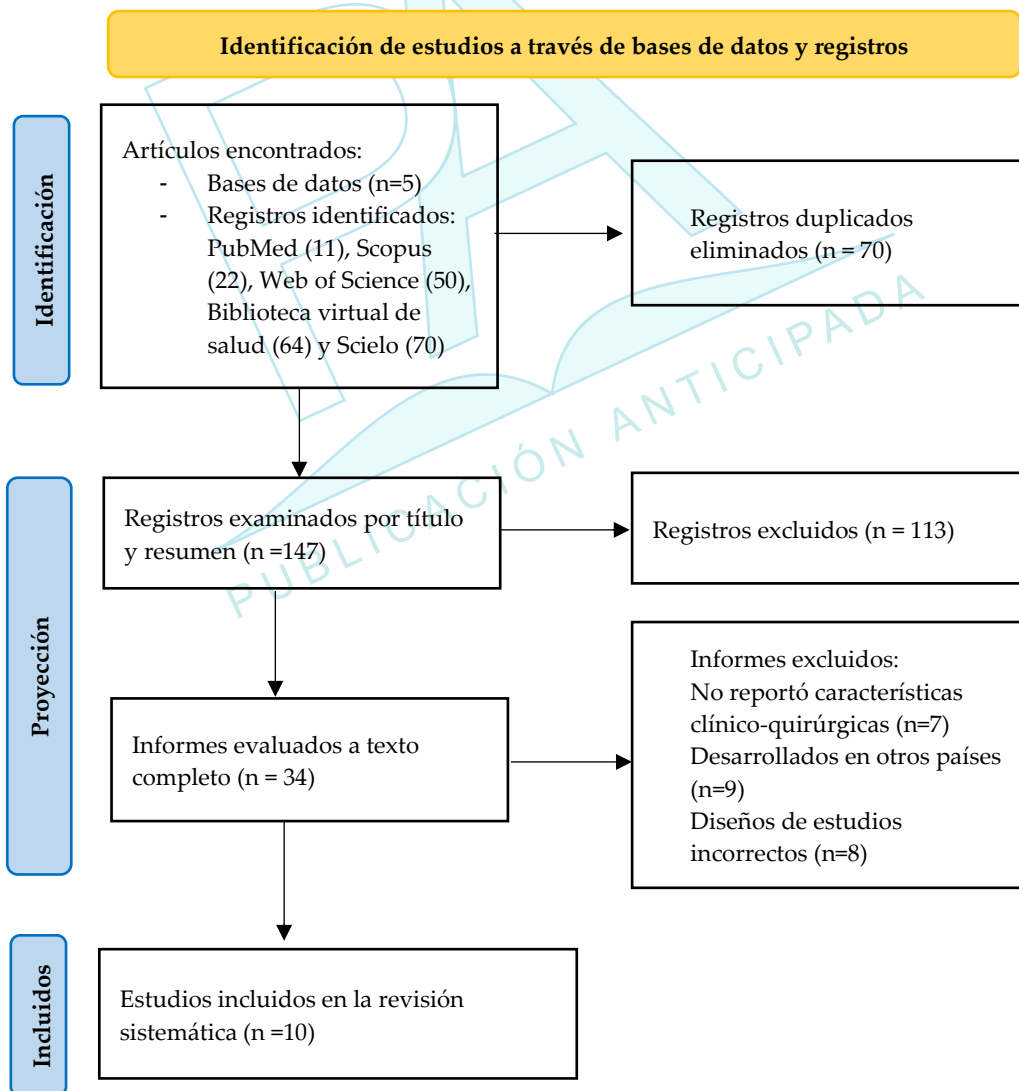 Identificación de estudios a través de bases de datos y registros
Identificación
Artículos encontrados:
- Bases de datos (n=5)
- Registros identificados:
PubMed (11), Scopus
(22), Web of Science (50),
Biblioteca virtual de
salud (64) y Scielo (70)
Registros duplicados
eliminados (n = 70)
PUBLICACIÓN ANTICIPADA
Proyección
Registros examinados por título
y resumen (n =147)
Registros excluidos (n = 113)
Informes evaluados a texto
completo (n = 34)
Informes excluidos:
No reportó características
clínico-quirúrgicas (n=7)
Desarrollados en otros países
(n=9)
Diseños de estudios
incorrectos (n=8)
Incluidos
Estudios incluidos en la revisión
sistemática (n =10)